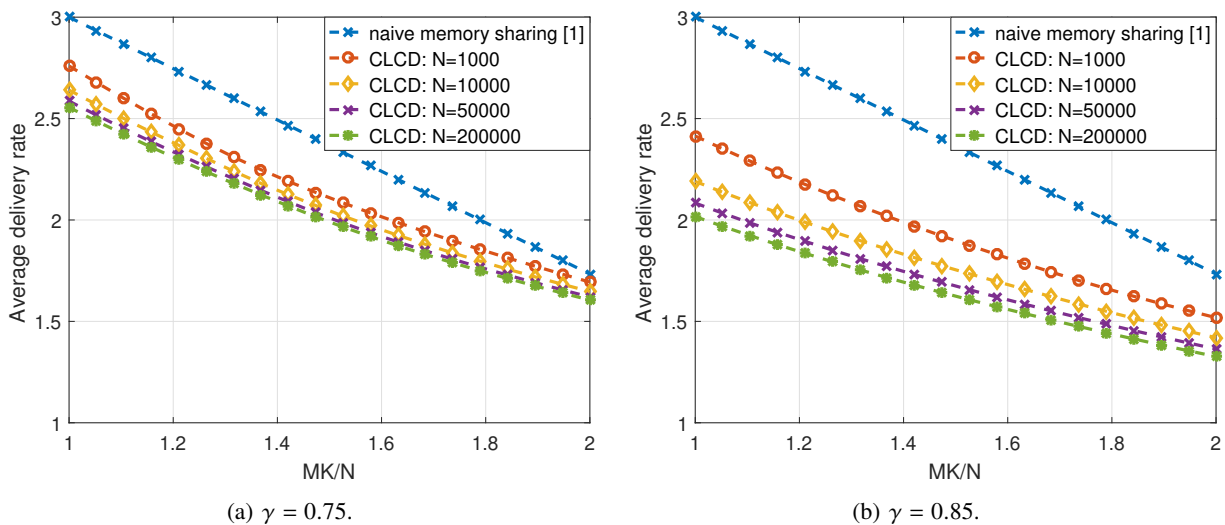 3
2.5
2
1.5
1
1
1.2
1.4
1.6
1.8
2
Average delivery rate
MK/N
naive memory sharing [1]
CLCD: N=1000
CLCD: N=10000
CLCD: N=50000
CLCD: N=200000
(a) γ = 0.75.
3
2.5
2
1.5
1
1
1.2
1.4
1.6
1.8
2
Average delivery rate
MK/N
naive memory sharing [1]
CLCD: N=1000
CLCD: N=10000
CLCD: N=50000
CLCD: N=200000
(b) γ = 0.85.